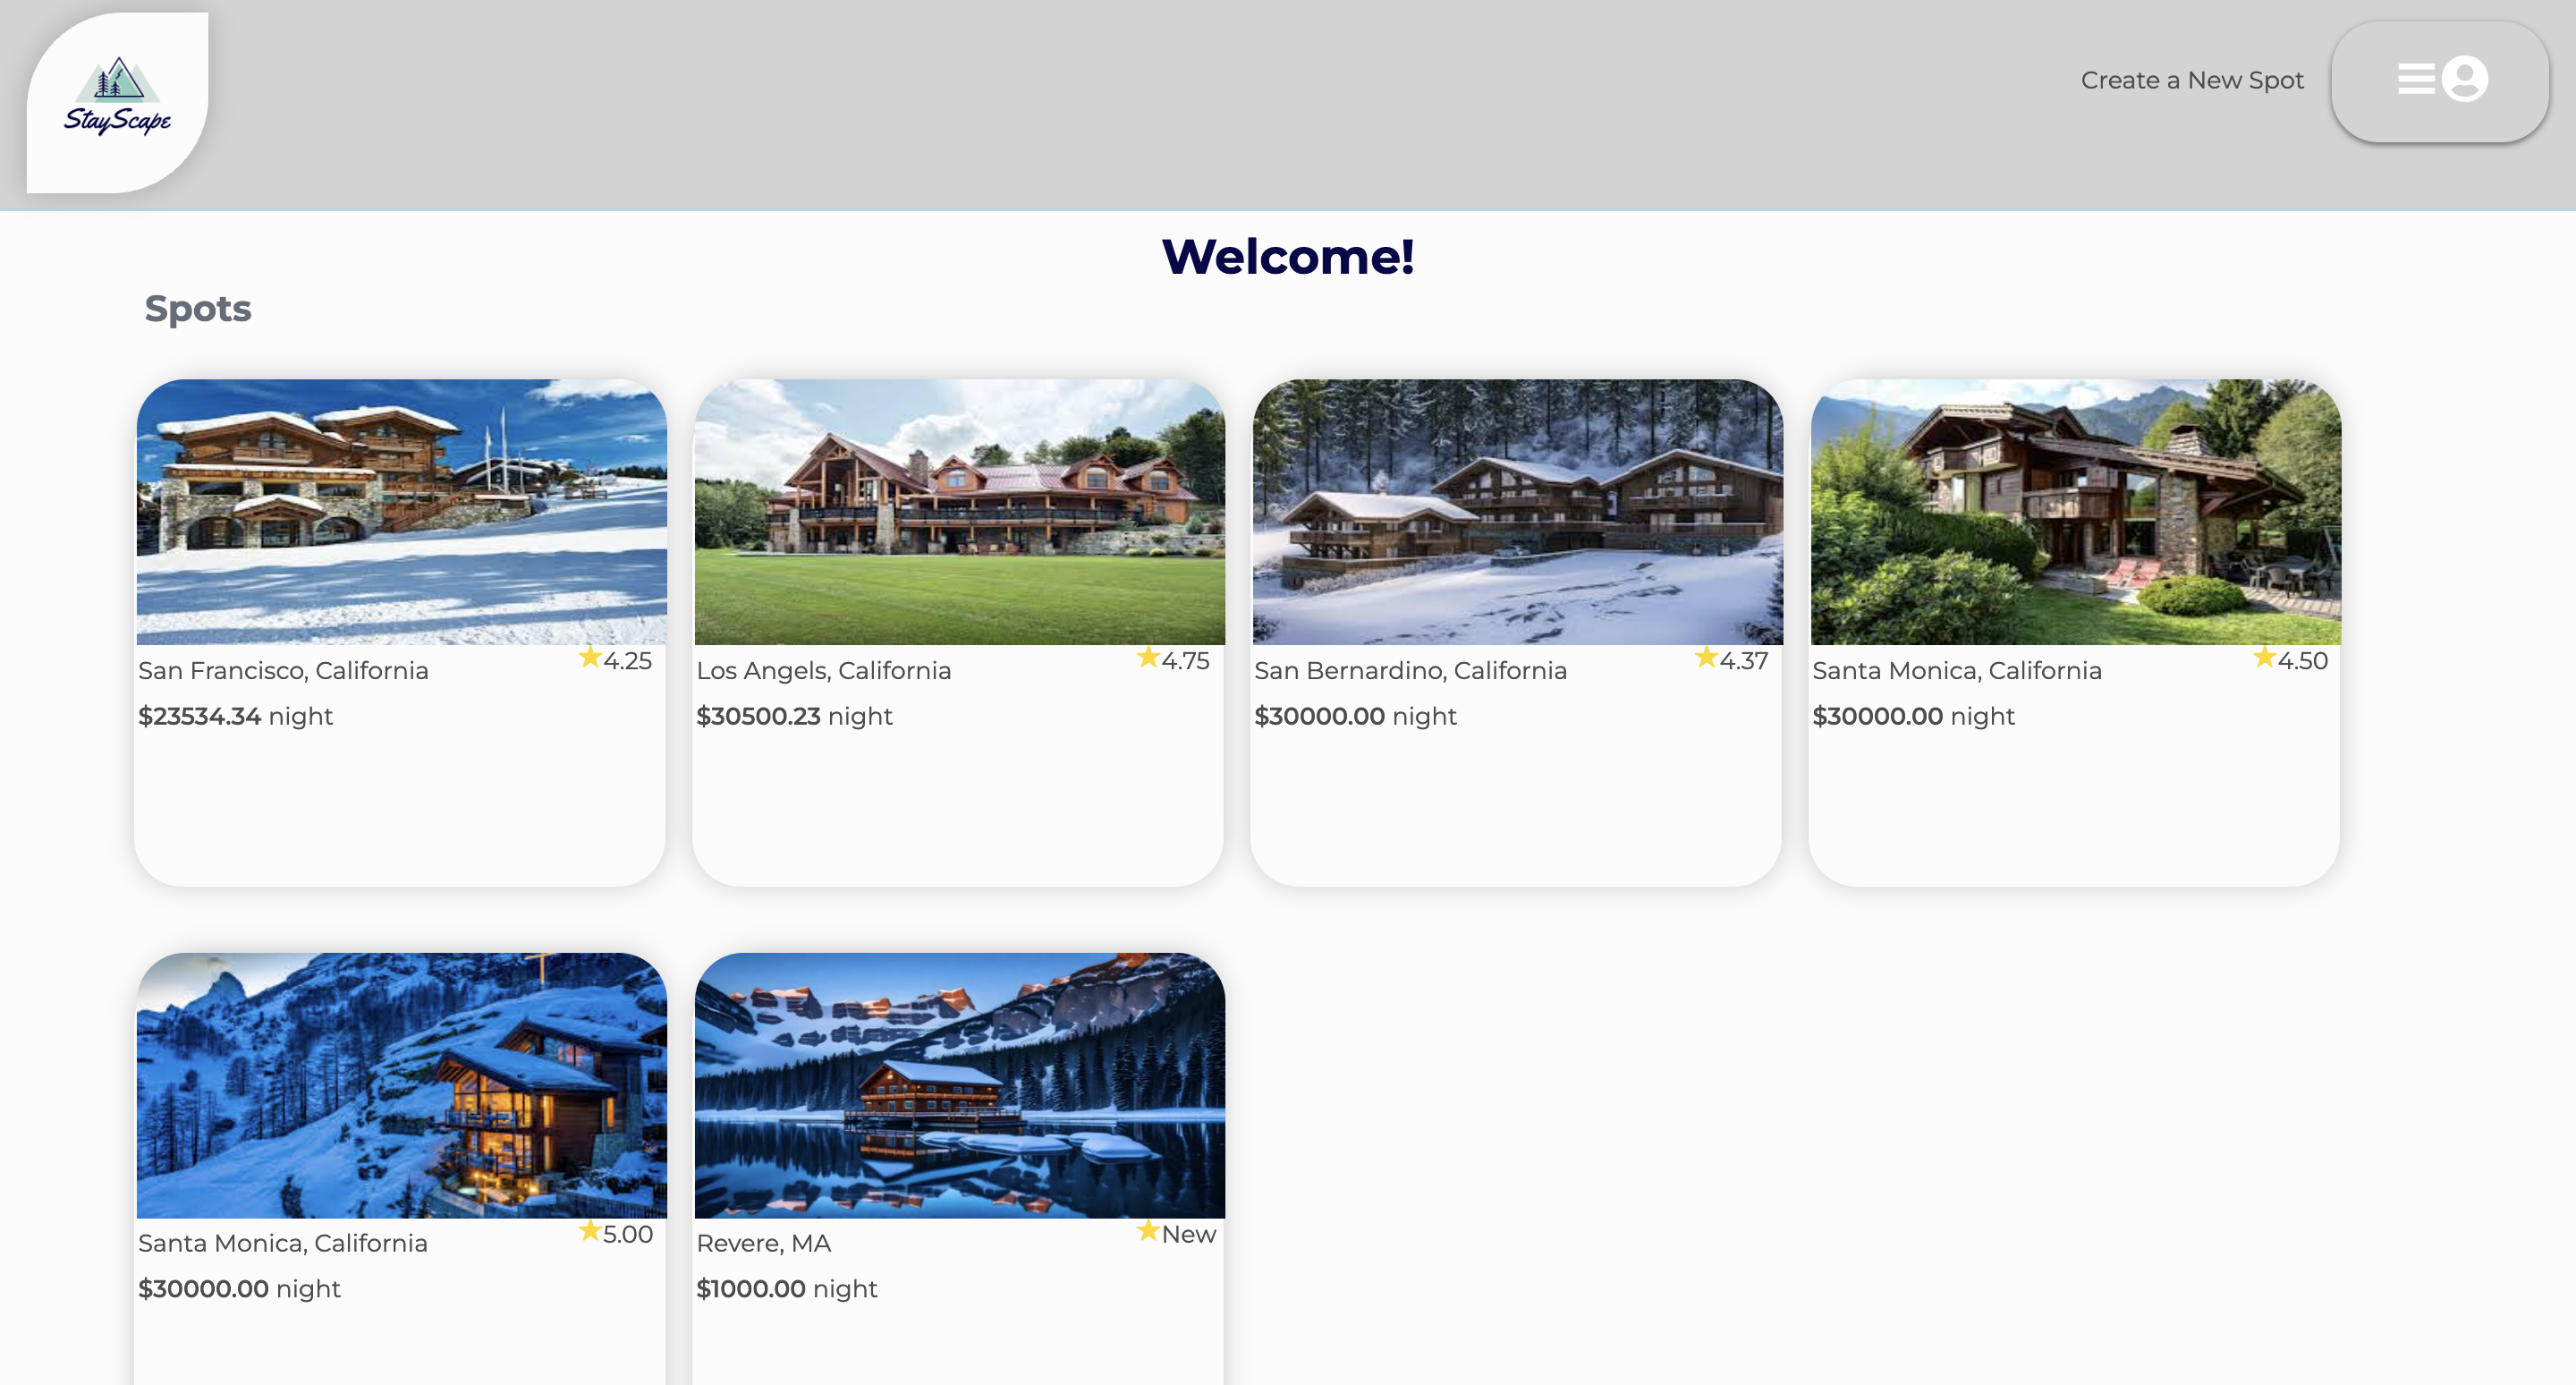 StayScape
Create a New Spot
Welcome!
Spots
San Francisco, California
4.25
$23534.34 night
Los Angels, California
4.75
$30500.23 night
San Bernardino, California
4.37
$30000.00 night
Santa Monica, California
4.50
$30000.00 night
Santa Monica, California
5.00
$30000.00 night
Revere, MA
New
$1000.00 night